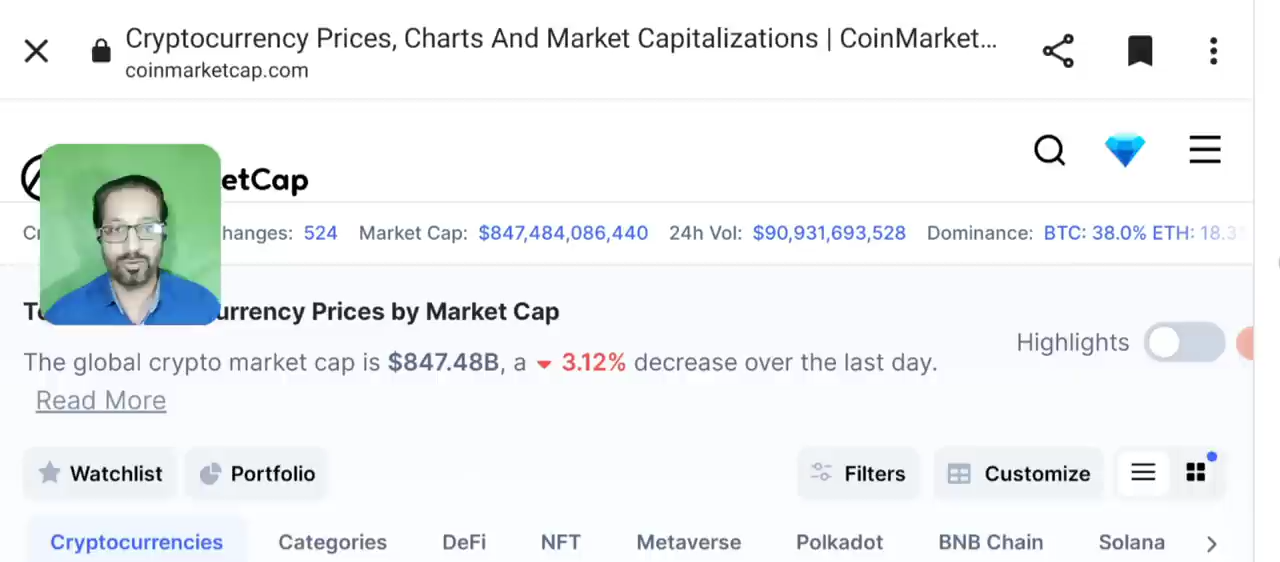 Cryptocurrency Prices, Charts And Market Capitalizations | CoinMarket...
coinmarketcap.com
etCap
hanges: 524 Market Cap: $847,484,086,440 24h Vol: $90,931,693,528 Dominance: BTC: 38.0% ETH: 18.3
urrency Prices by Market Cap
Highlights
The global crypto market cap is $847.48B, a 3.12% decrease over the last day.
Read More
Watchlist Portfolio Filters Customize
Cryptocurrencies Categories DeFi NFT Metaverse Polkadot BNB Chain Solana